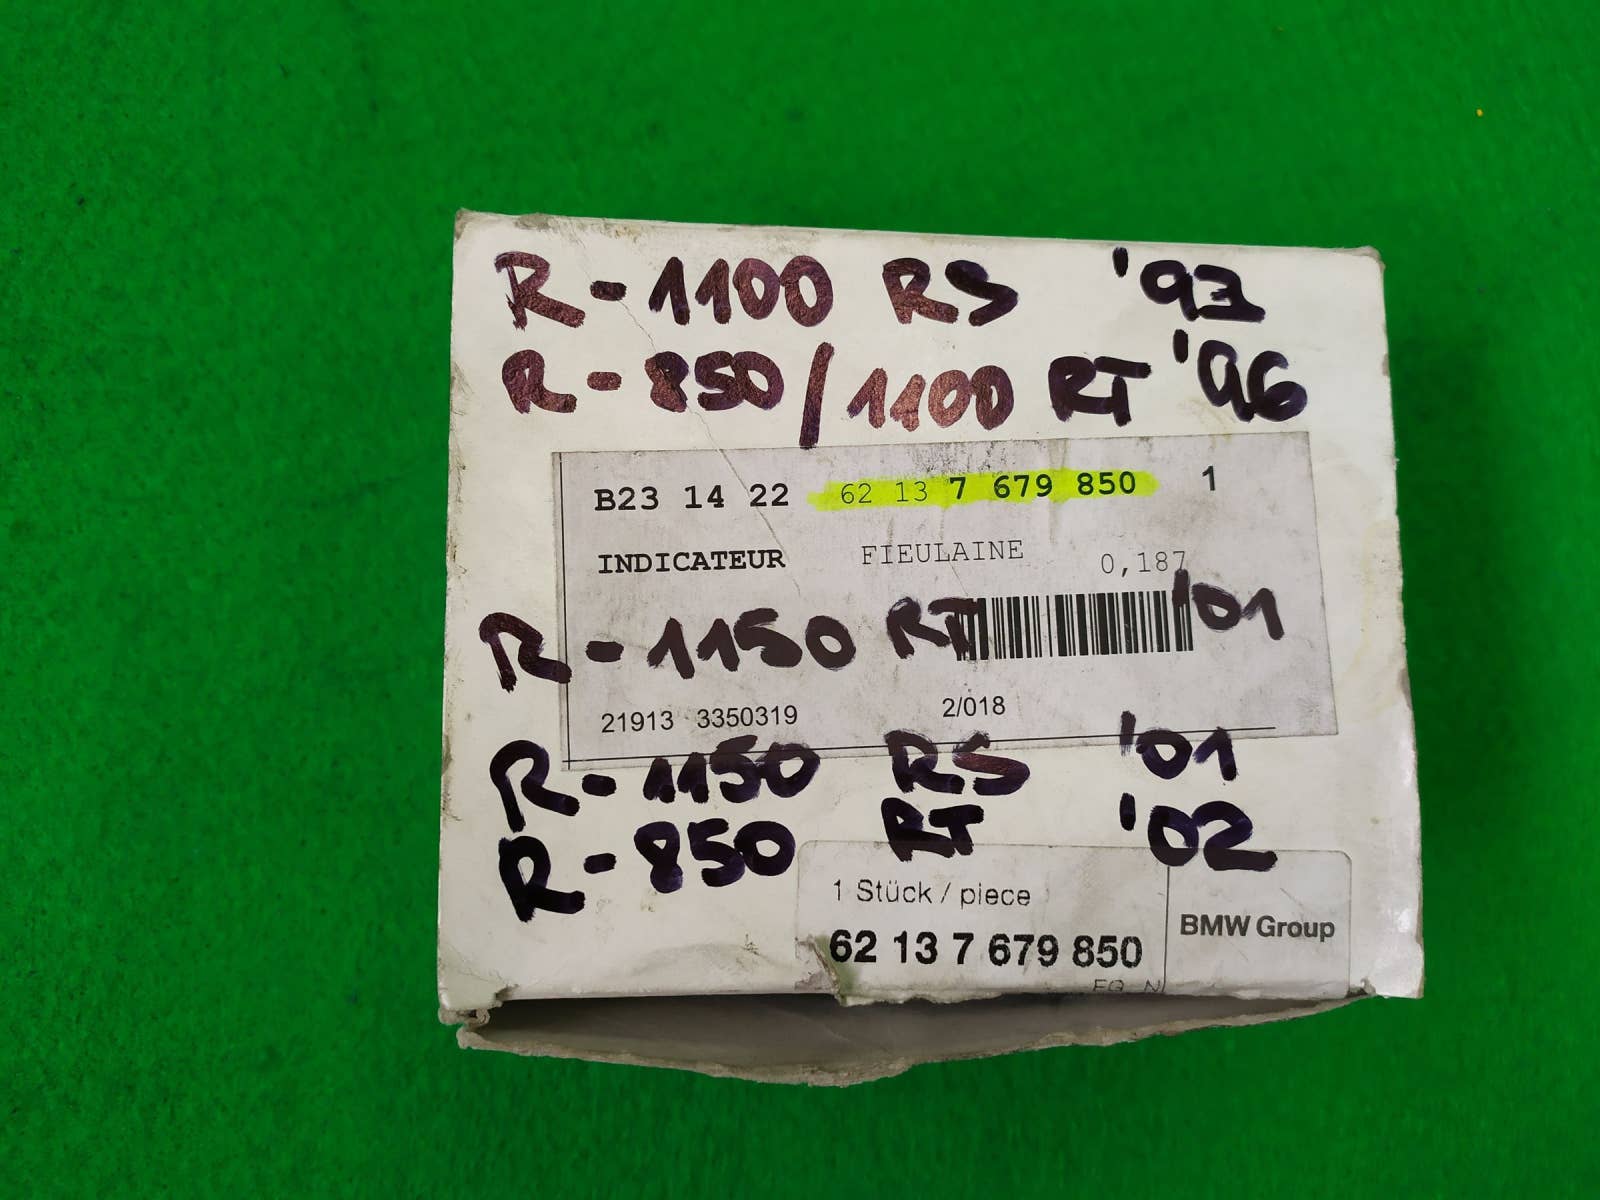 R-1100 RS '93
R-850/1100 RT '96
B23 14 22 62 13 7 679 850 1
INDICATEUR FIEULAINE 0,187
R-1150 RT '01
21913 3350319 2/018
R-1150 RS '01
R-850 RT '02
1 Stück / piece
BMW Group
62 13 7 679 850